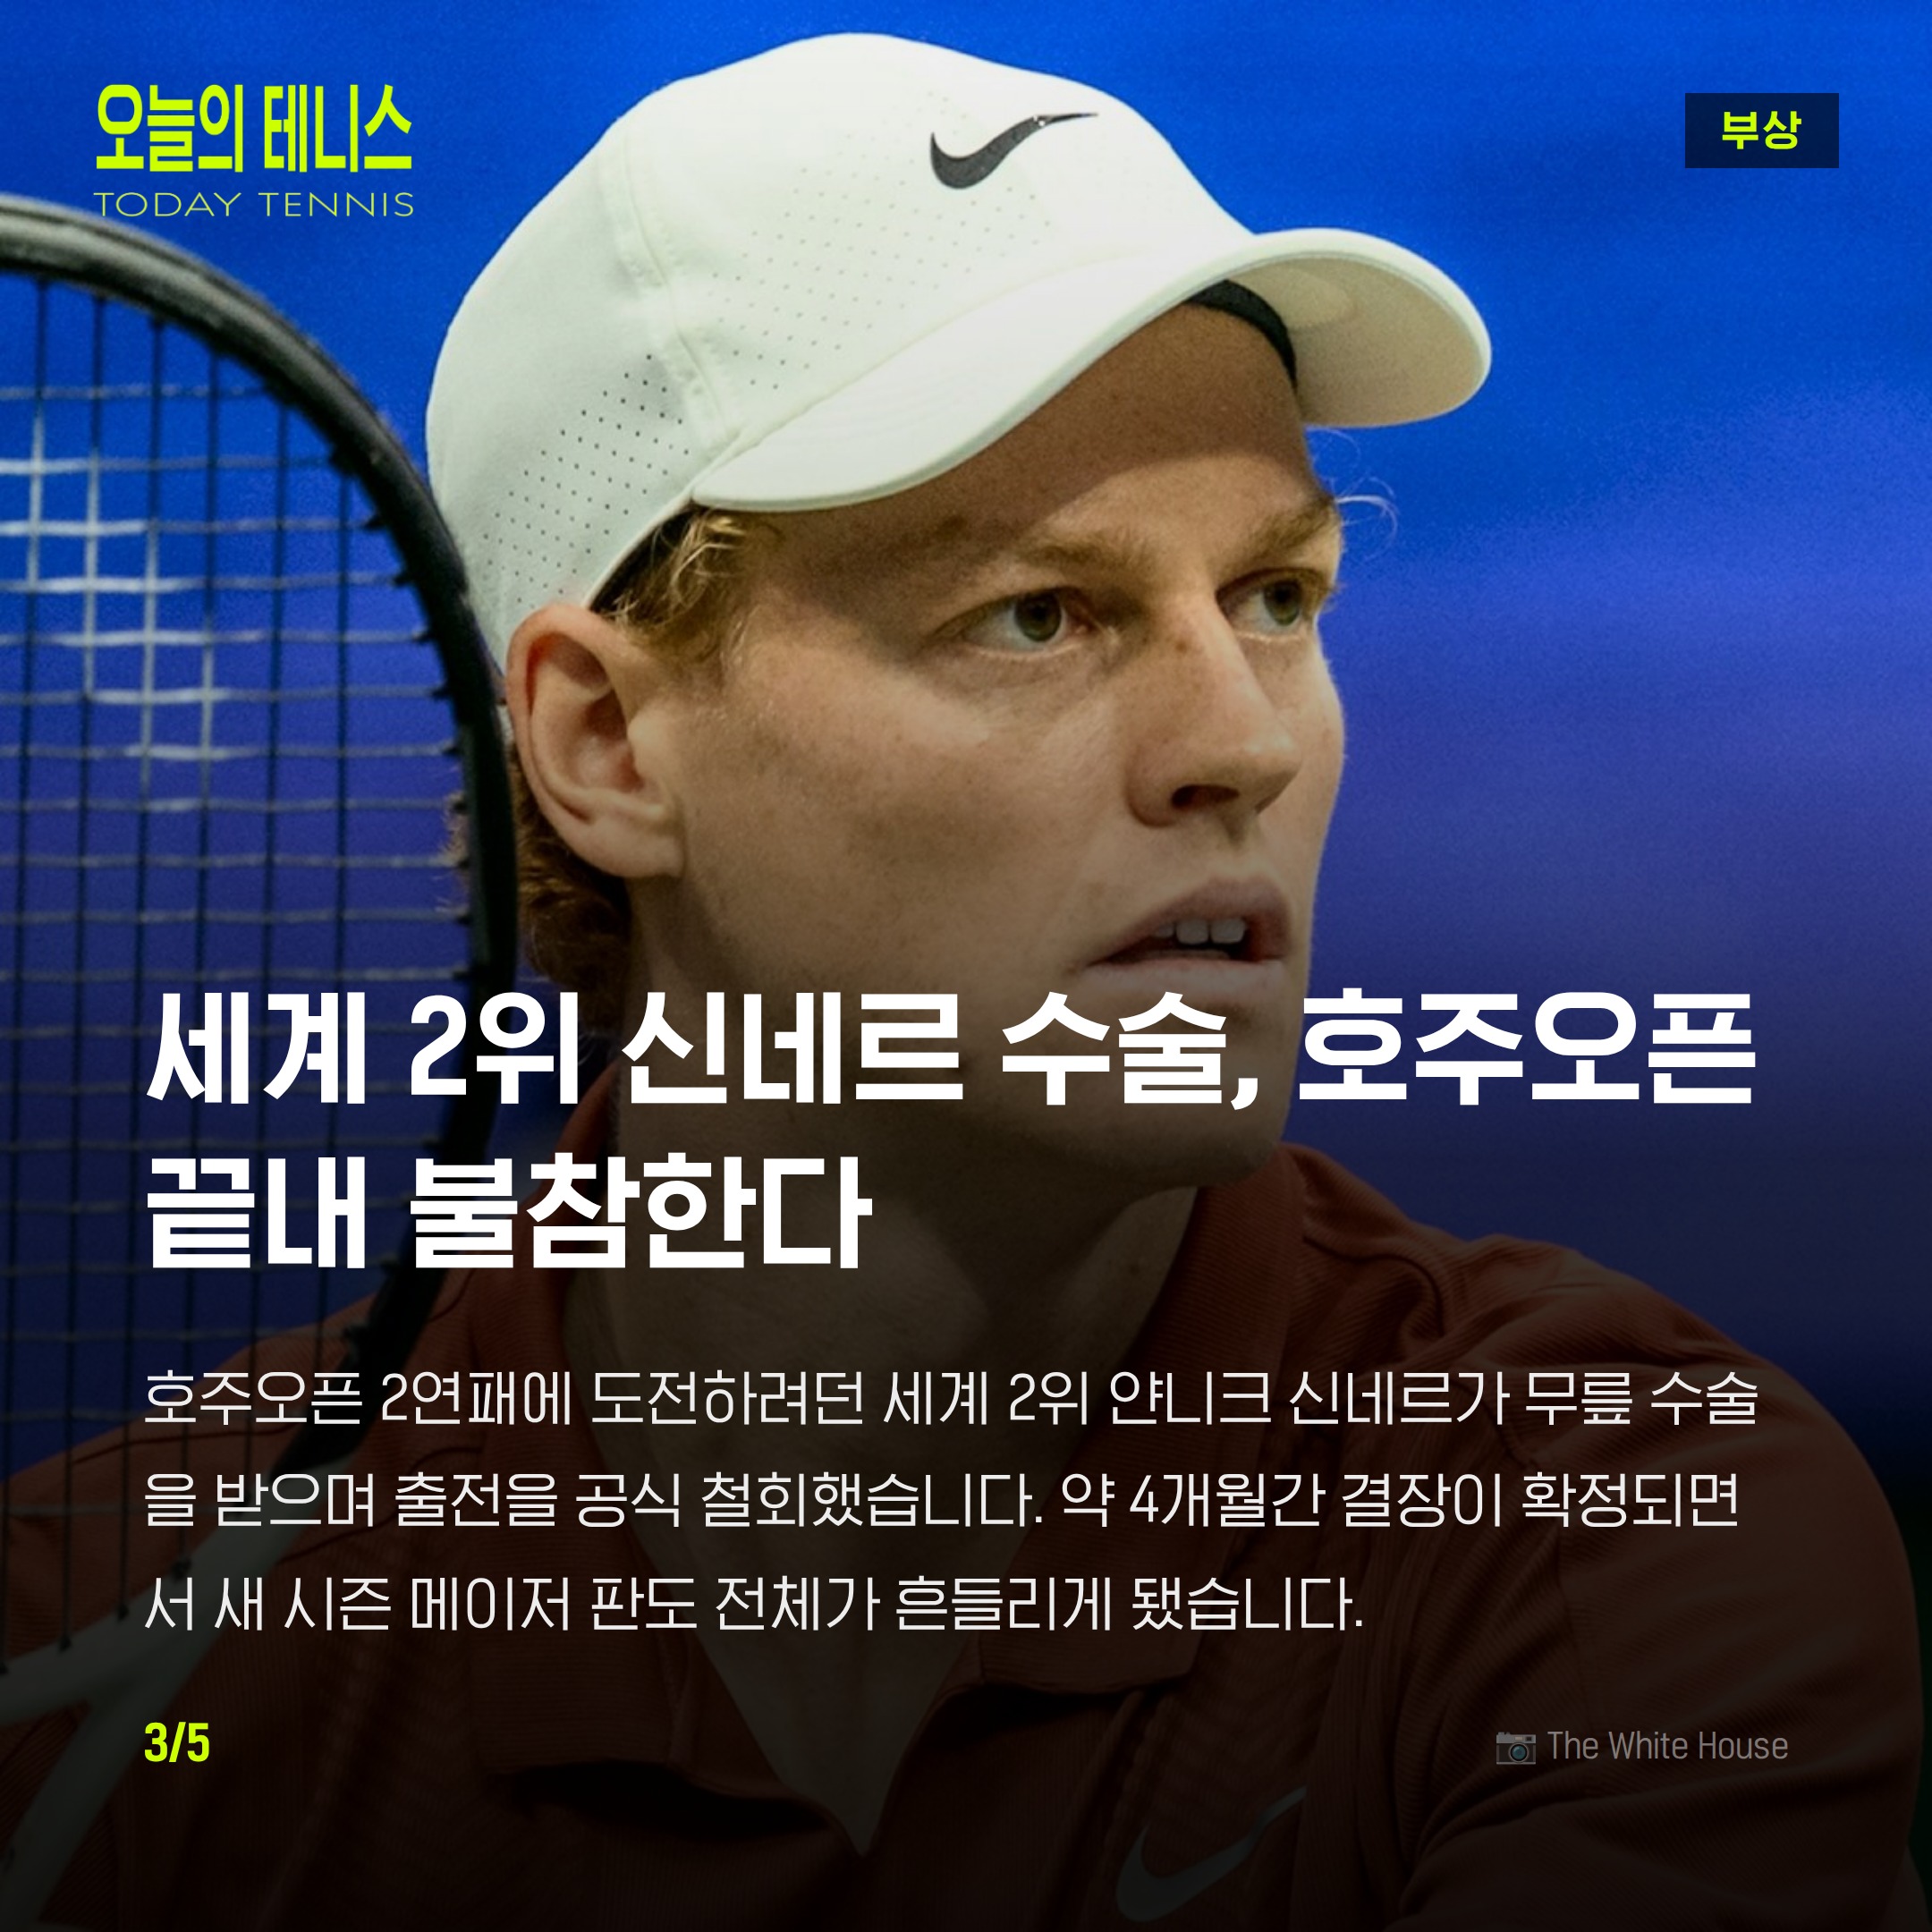 오늘의 테니스
TODAY TENNIS
부상
세계 2위 신네르 수술, 호주오픈
끝내 불참한다
호주오픈 2연패에 도전하려던 세계 2위 얀니크 신네르가 무릎 수술
을 받으며 출전을 공식 철회했습니다. 약 4개월간 결장이 확정되면
서 새 시즌 메이저 판도 전체가 흔들리게 됐습니다.
3/5
📷 The White House